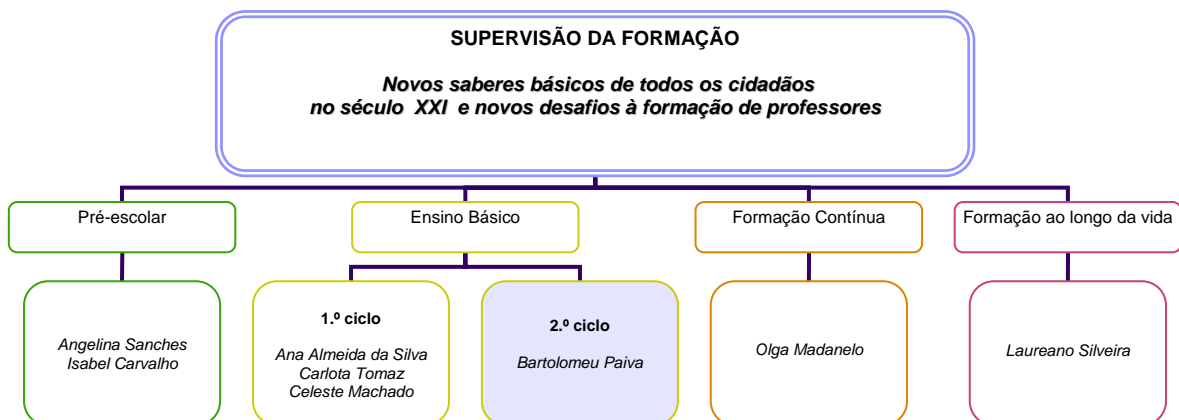 SUPERVISÃO DA FORMAÇÃO
Novos saberes básicos de todos os cidadãos
no século XXI e novos desafios à formação de professores
Pré-escolar
Ensino Básico
Formação Contínua
Formação ao longo da vida
Angelina Sanches
Isabel Carvalho
1.º ciclo
Ana Almeida da Silva
Carlota Tomaz
Celeste Machado
2.º ciclo
Bartolomeu Paiva
Olga Madanelo
Laureano Silveira